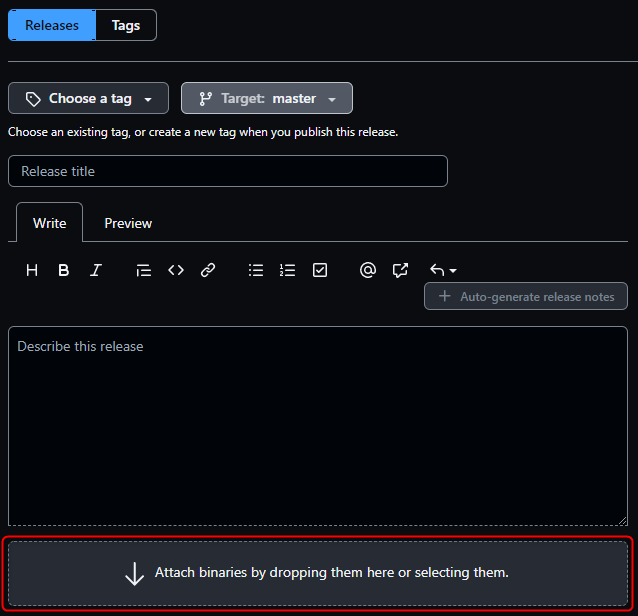 Releases Tags
Choose a tag Target: master
Choose an existing tag, or create a new tag when you publish this release.
Release title
Write Preview
H B I @
Auto-generate release notes
Describe this release
Attach binaries by dropping them here or selecting them.